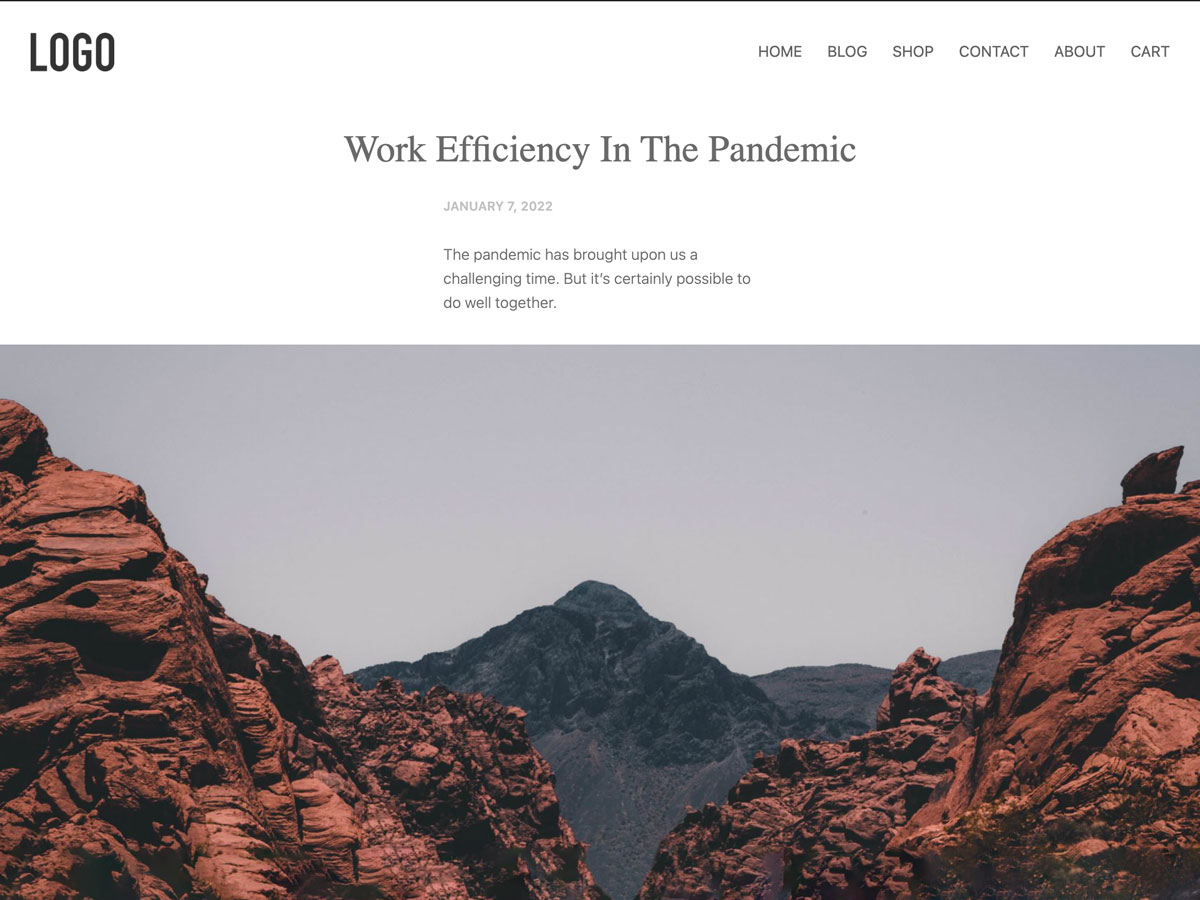 LOGO
HOME BLOG SHOP CONTACT ABOUT CART
Work Efficiency In The Pandemic
JANUARY 7, 2022
The pandemic has brought upon us a
challenging time. But it’s certainly possible to
do well together.